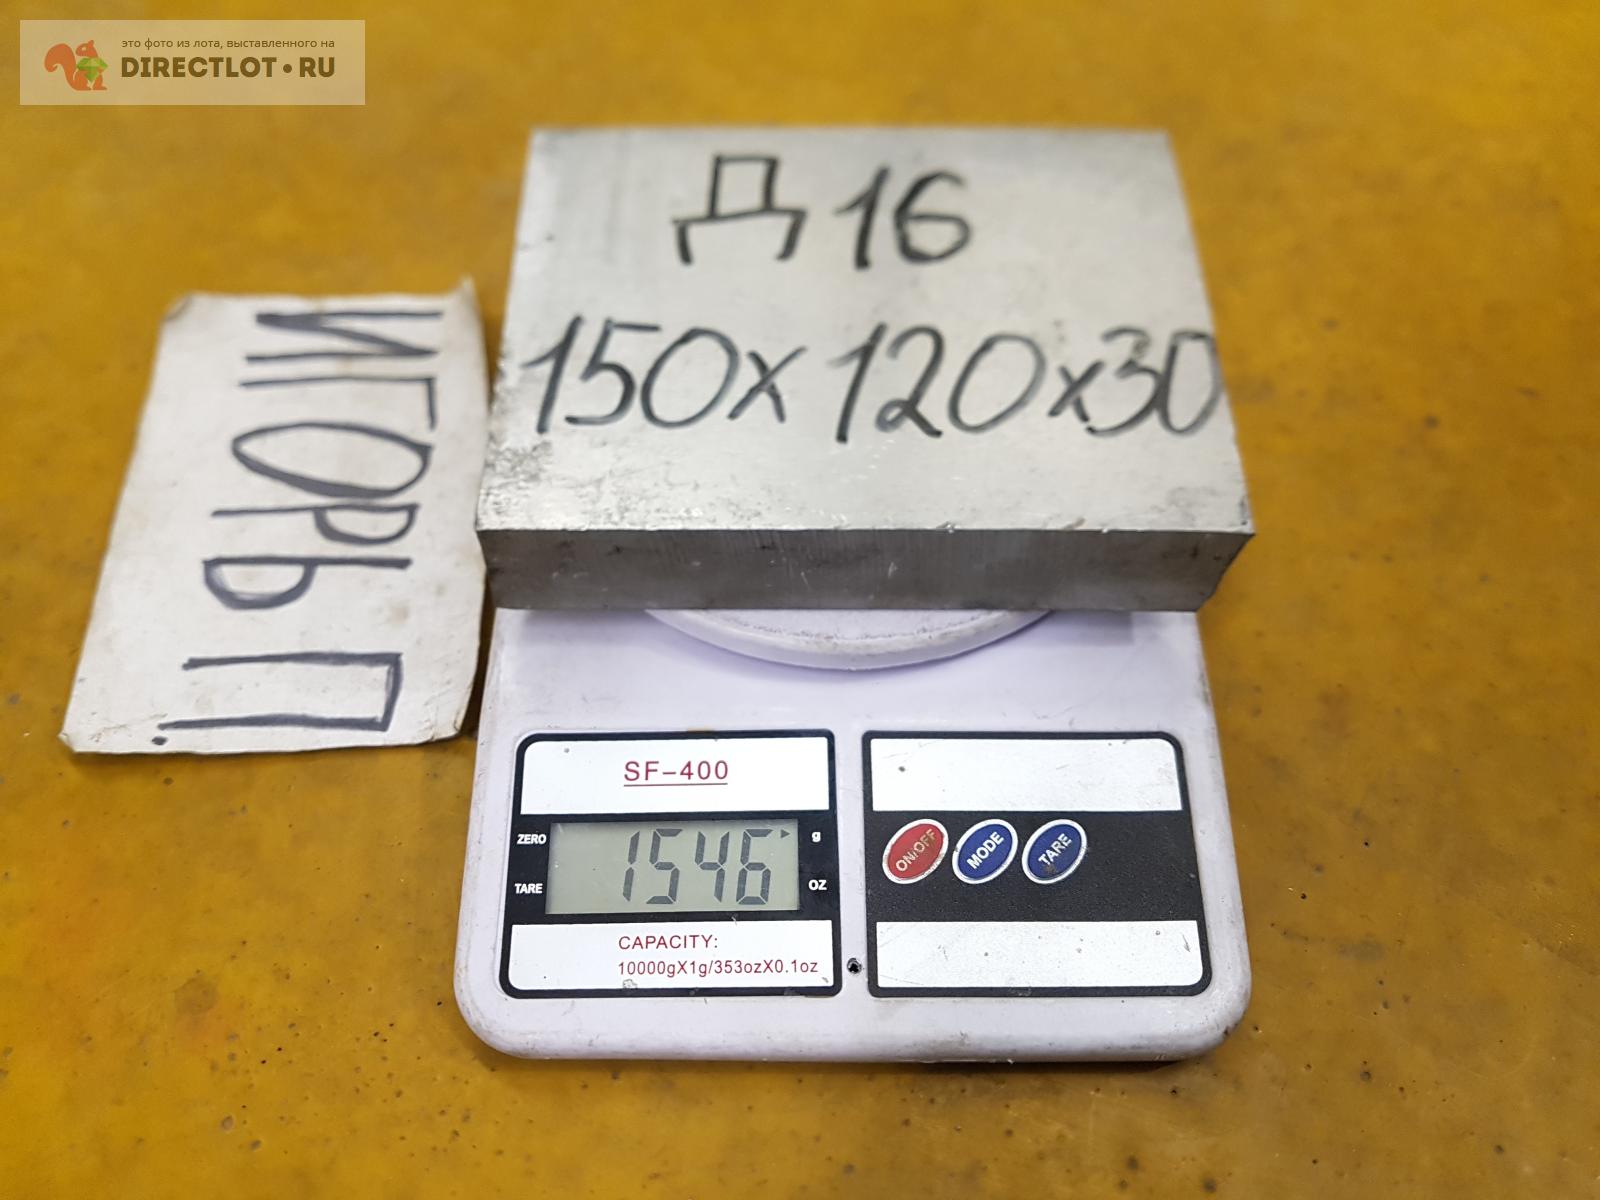 это фото из лота, выставленного на
DIRECTLOT•RU
Д16
150х120х30
ИГОРЬ П.
SF-400
ZERO
TARE
1546
g
OZ
CAPACITY:
10000gX1g/353ozX0.1oz
ON/OFF
MODE
TARE